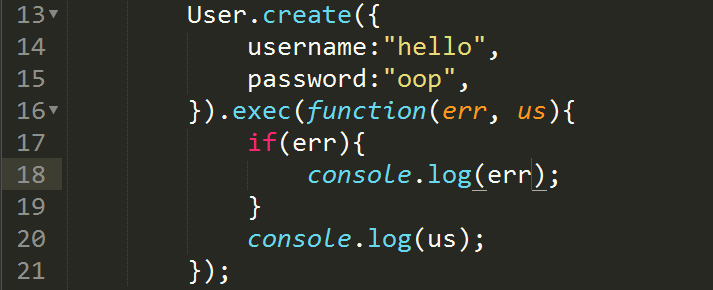 13 User.create({
14 username:"hello",
15 password:"oop",
16 }).exec(function(err, us){
17 if(err){
18 console.log(err);
19 }
20 console.log(us);
21 });